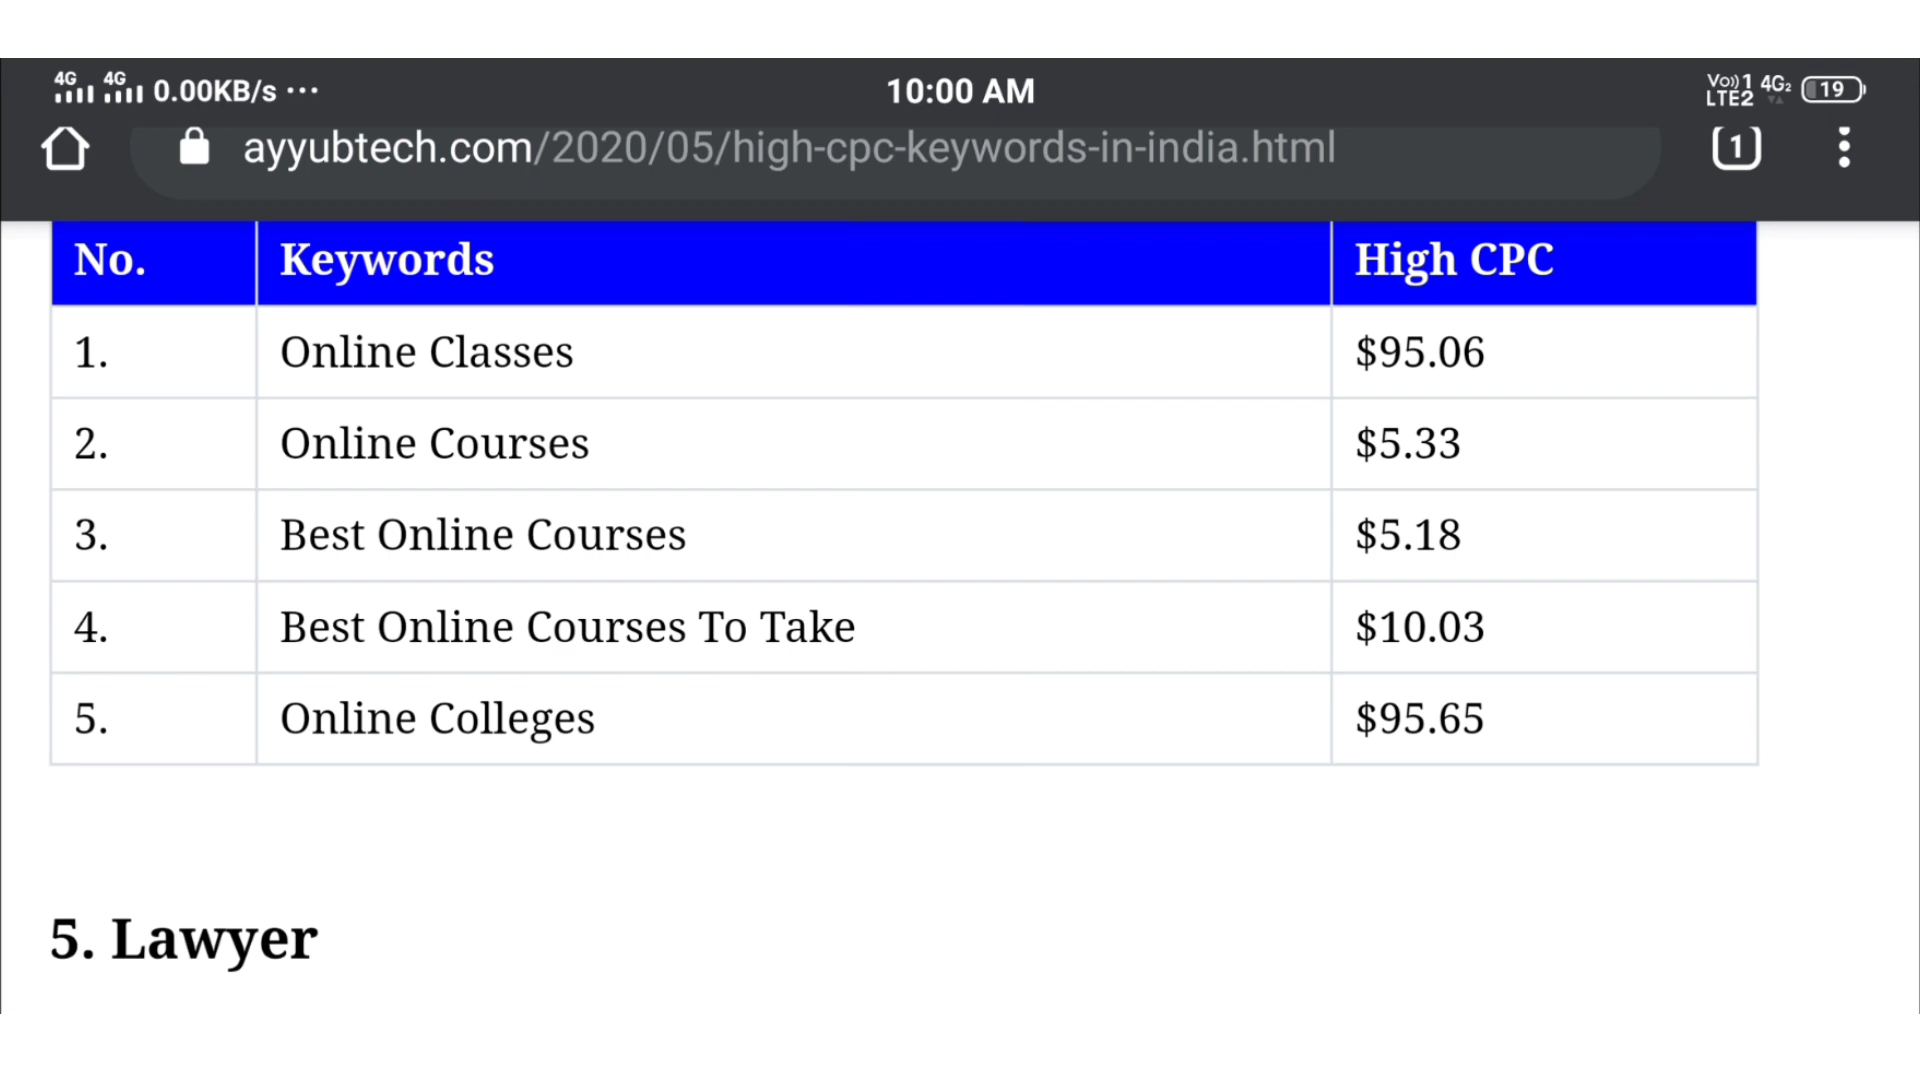 4G 4G 0.00KB/s ··· 10:00 AM Vo)) 1 LTE2 4G2 19
ayyubtech.com/2020/05/high-cpc-keywords-in-india.html 1
No. Keywords High CPC
1. Online Classes $95.06
2. Online Courses $5.33
3. Best Online Courses $5.18
4. Best Online Courses To Take $10.03
5. Online Colleges $95.65
5. Lawyer